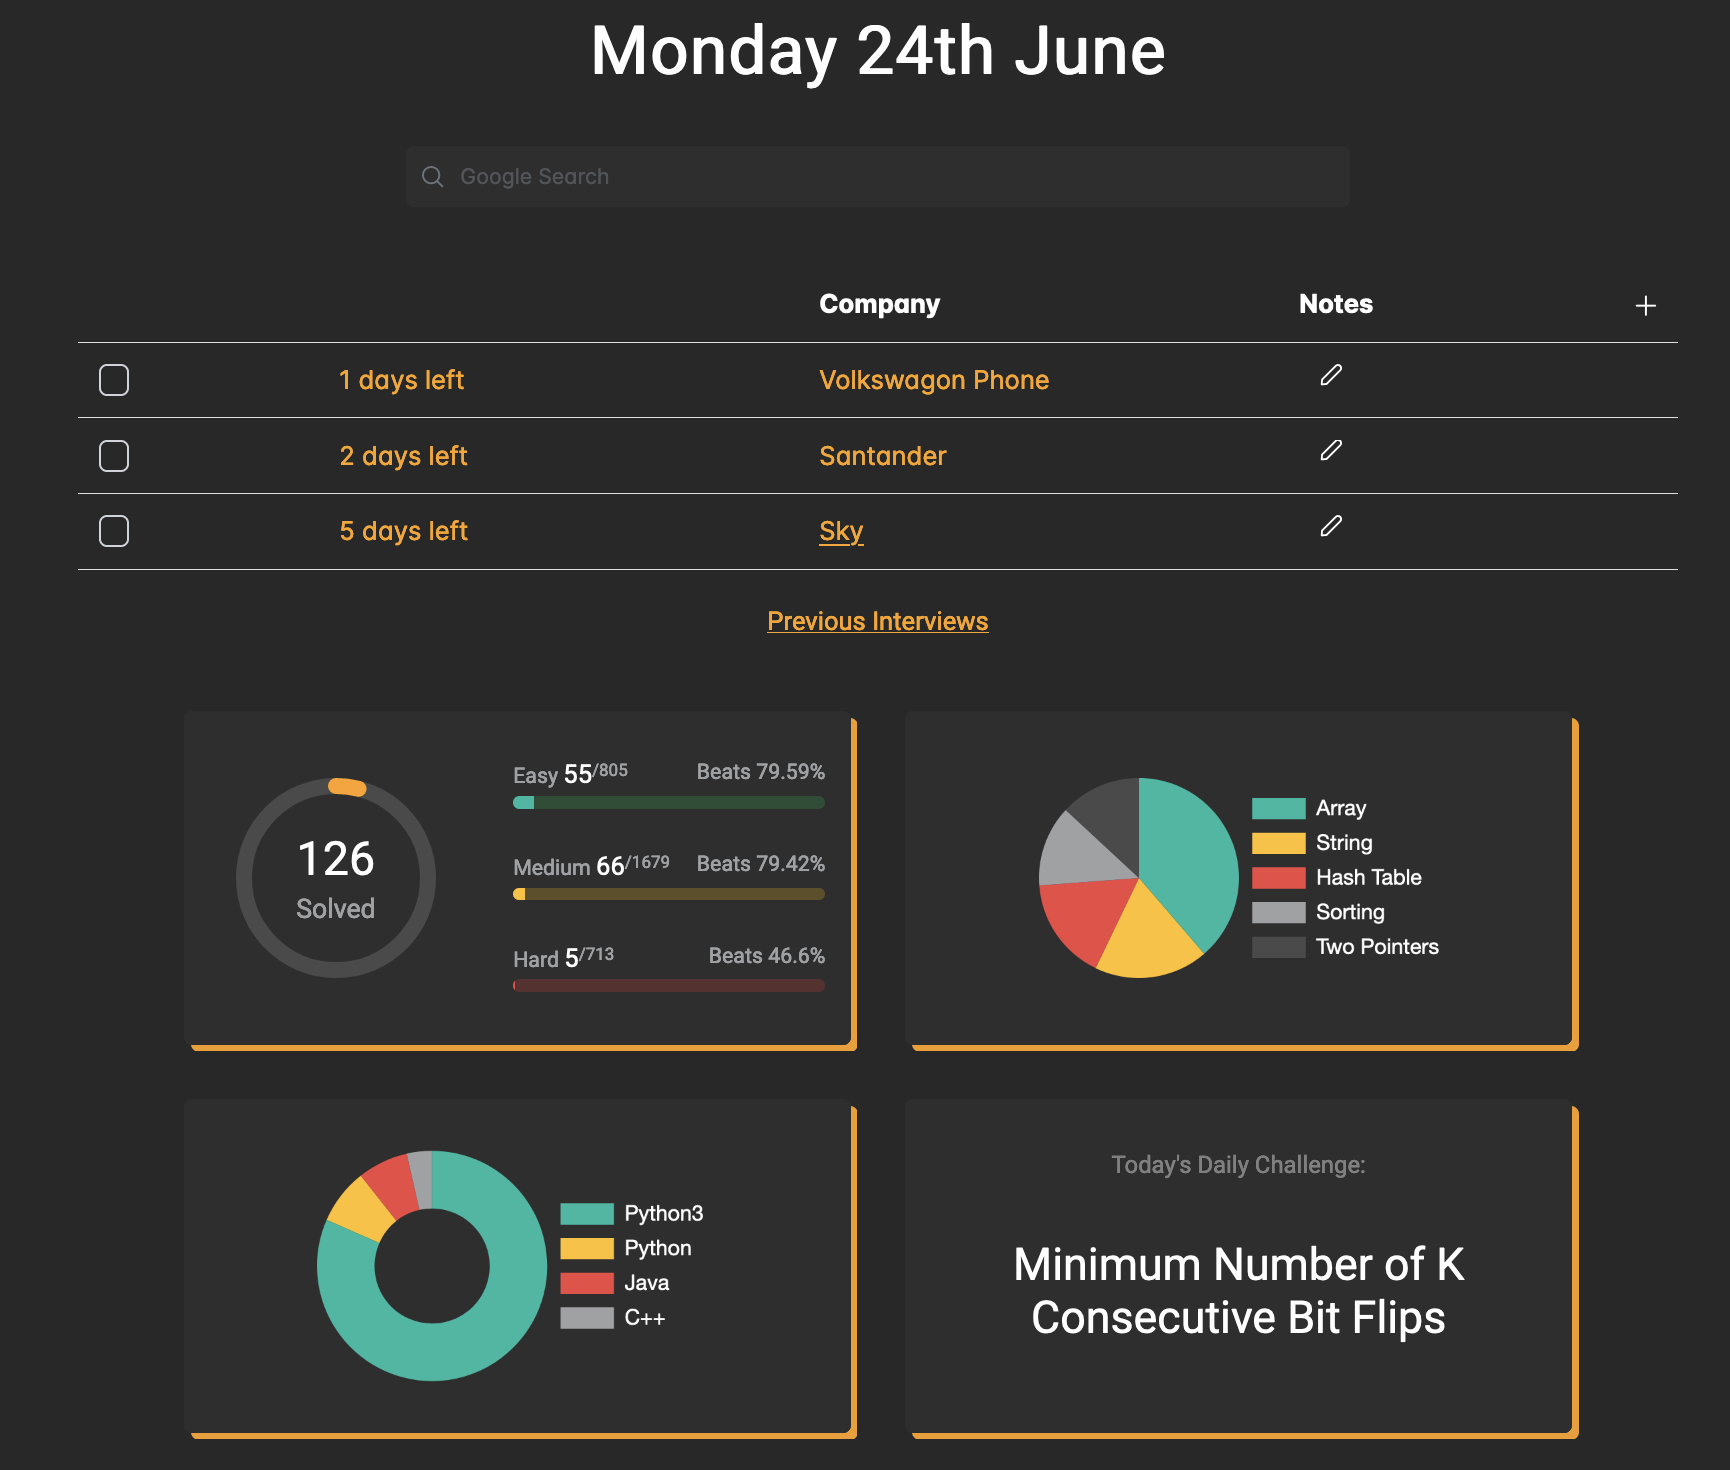 Monday 24th June
Google Search
Company Notes
1 days left Volkswagon Phone
2 days left Santander
5 days left Sky
Previous Interviews
126
Solved
Easy 55/805 Beats 79.59%
Medium 66/1679 Beats 79.42%
Hard 5/713 Beats 46.6%
Array
String
Hash Table
Sorting
Two Pointers
Python3
Python
Java
C++
Today's Daily Challenge:
Minimum Number of K
Consecutive Bit Flips